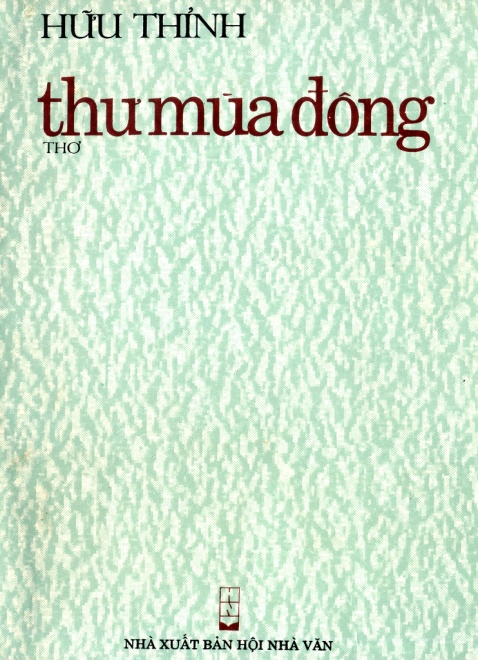 HỮU THỈNH
thư mùa đông
THƠ
NHÀ XUẤT BẢN HỘI NHÀ VĂN